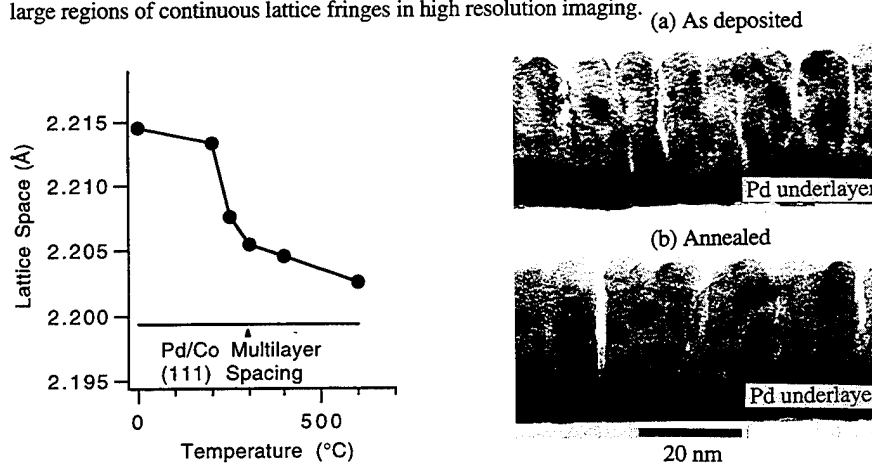 large regions of continuous lattice fringes in high resolution imaging.
(a) As deposited
Pd underlayer
(b) Annealed
Pd underlayer
20 nm
Lattice Space (Å)
2.215
2.210
2.205
2.200
2.195
Pd/Co Multilayer
(111) Spacing
0
500
Temperature (°C)